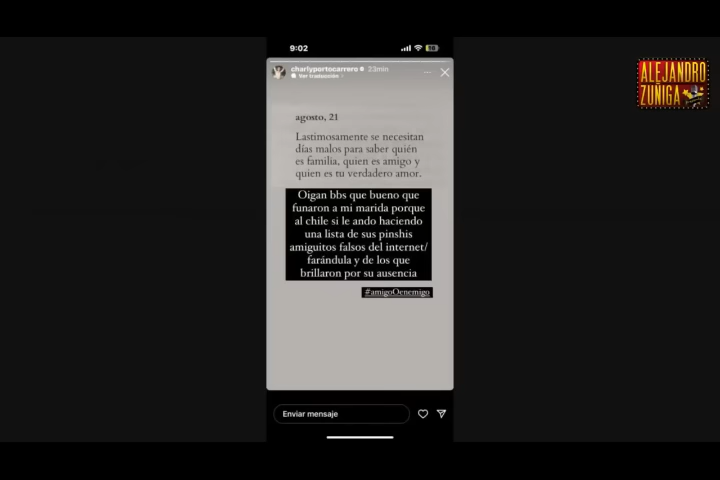 9:02
charlyportocarrero 23min
Ver traducción
agosto, 21
Lastimosamente se necesitan
días malos para saber quién
es familia, quien es amigo y
quien es tu verdadero amor.
Oigan bbs que bueno que
funaron a mi marida porque
al chile si le ando haciendo
una lista de sus pinshis
amiguitos falsos del internet/
farándula y de los que
brillaron por su ausencia
#amigoOenemigo
Enviar mensaje
ALEJANDRO
ZUÑIGA